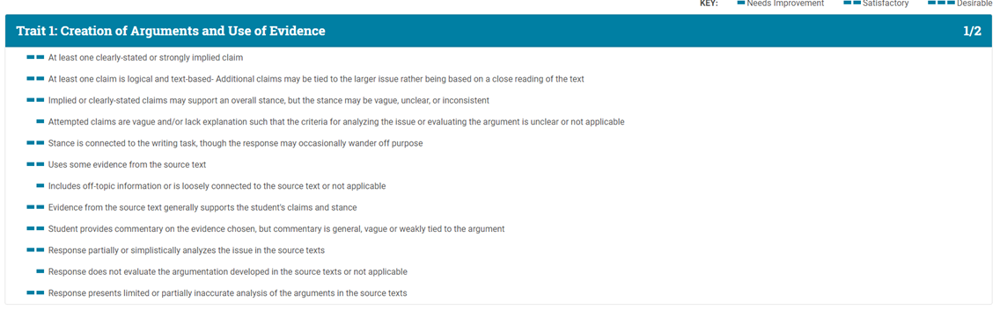 KEY: Needs Improvement Satisfactory Desirable
Trait 1: Creation of Arguments and Use of Evidence 1/2
At least one clearly-stated or strongly implied claim
At least one claim is logical and text-based- Additional claims may be tied to the larger issue rather being based on a close reading of the text
Implied or clearly-stated claims may support an overall stance, but the stance may be vague, unclear, or inconsistent
Attempted claims are vague and/or lack explanation such that the criteria for analyzing the issue or evaluating the argument is unclear or not applicable
Stance is connected to the writing task, though the response may occasionally wander off purpose
Uses some evidence from the source text
Includes off-topic information or is loosely connected to the source text or not applicable
Evidence from the source text generally supports the student's claims and stance
Student provides commentary on the evidence chosen, but commentary is general, vague or weakly tied to the argument
Response partially or simplistically analyzes the issue in the source texts
Response does not evaluate the argumentation developed in the source texts or not applicable
Response presents limited or partially inaccurate analysis of the arguments in the source texts